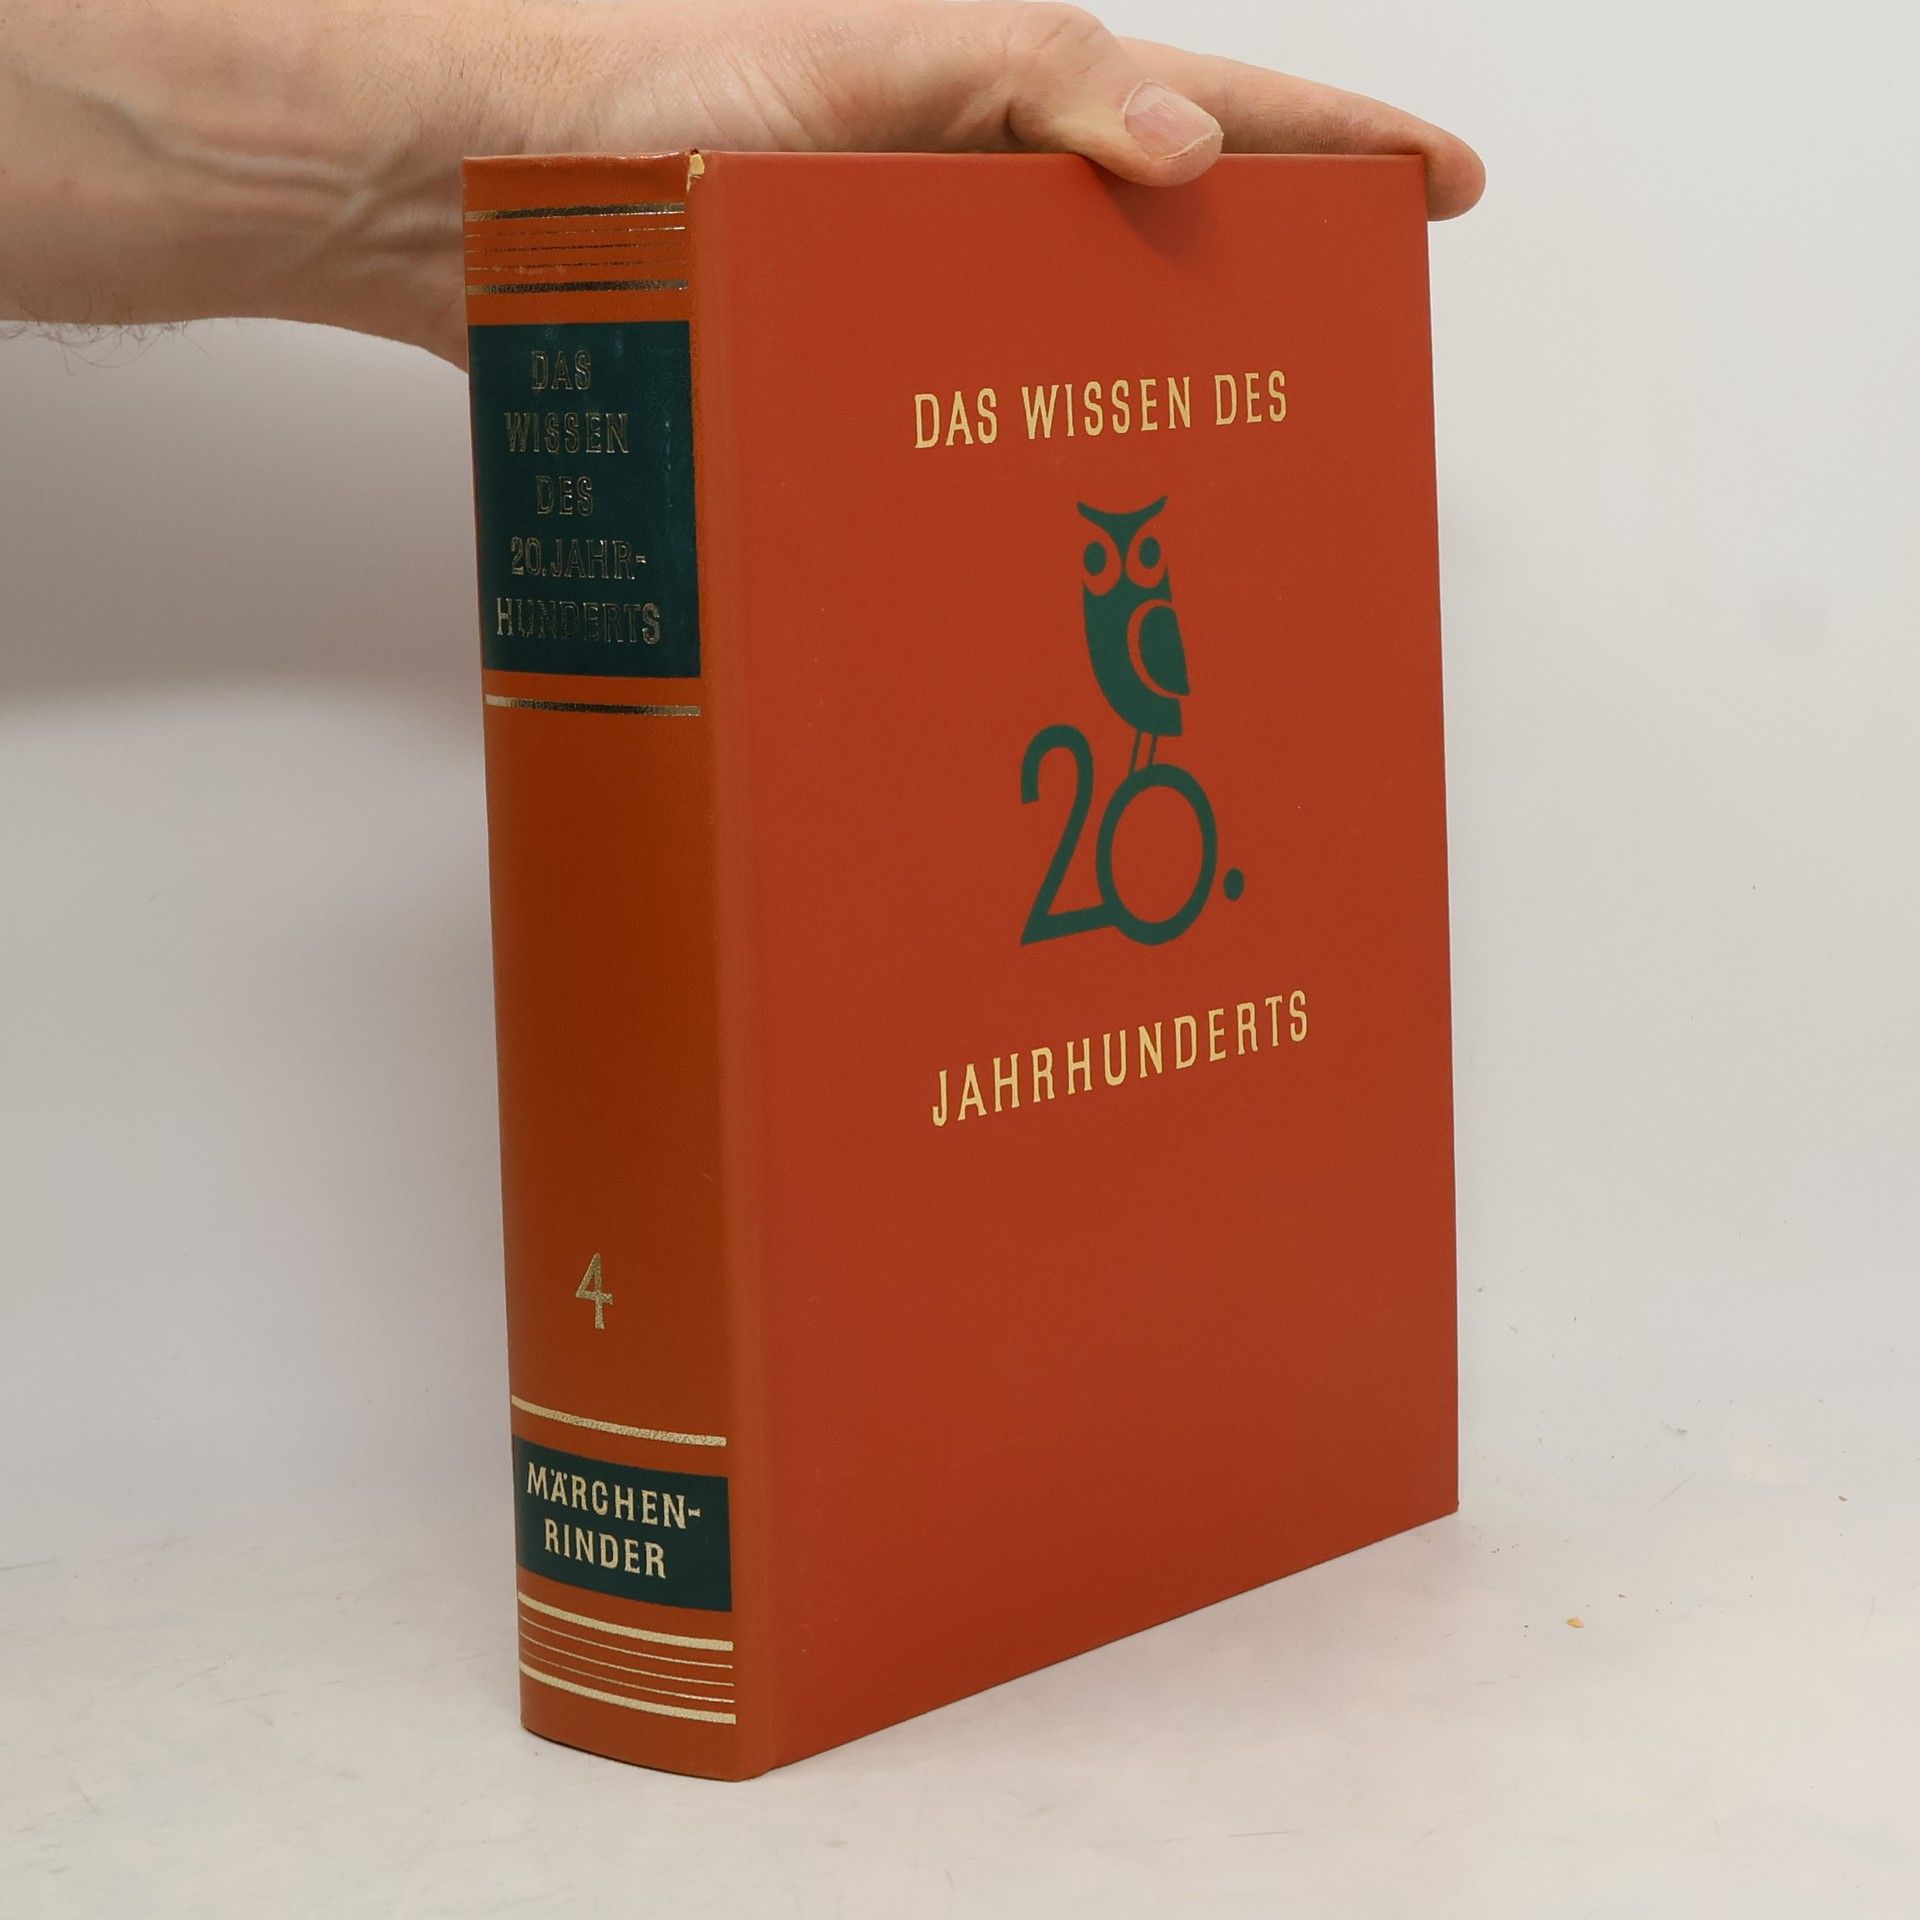 DAS
WISSEN
DES
20. JAHR-
HUNDERTS
4
MÄRCHEN-
RINDER
DAS WISSEN DES
20.
JAHRHUNDERTS